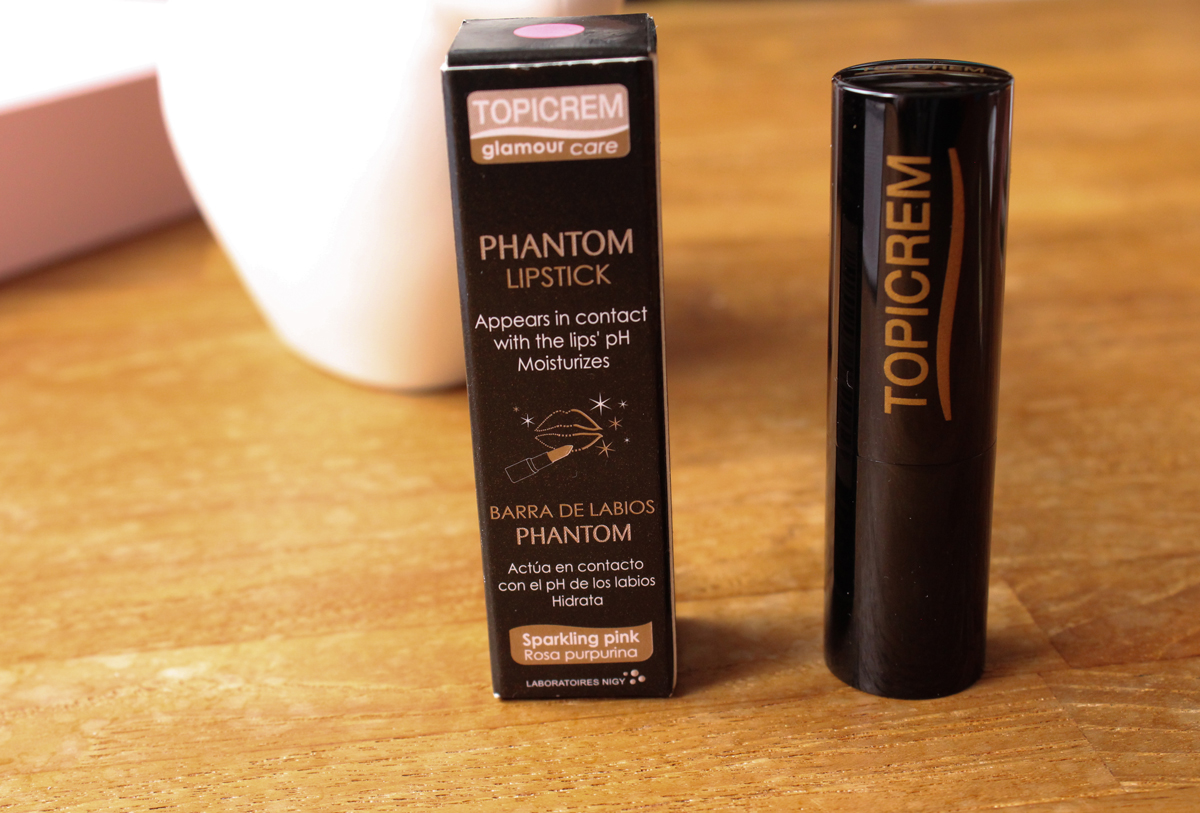 TOPICREM
glamour care
PHANTOM
LIPSTICK
Appears in contact
with the lips' pH
Moisturizes
BARRA DE LABIOS
PHANTOM
Actúa en contacto
con el pH de los labios
Hidrata
Sparkling pink
Rosa purpurina
LABORATOIRES NIGY
TOPICREM
TOPICREM